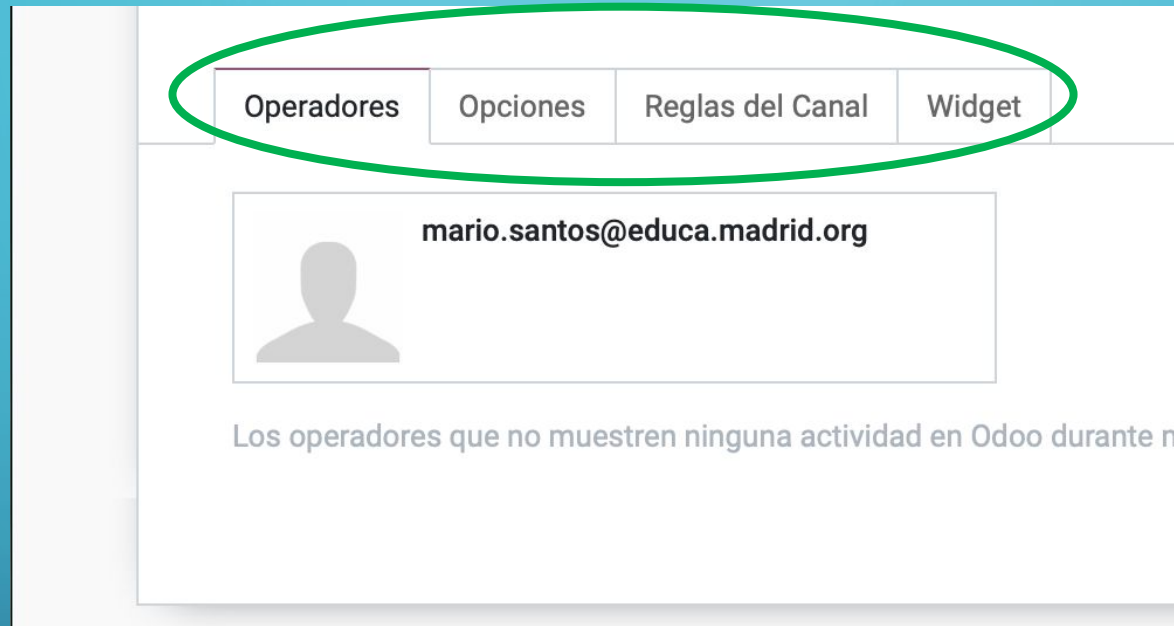 Operadores Opciones Reglas del Canal Widget
mario.santos@educa.madrid.org
Los operadores que no muestren ninguna actividad en Odoo durante